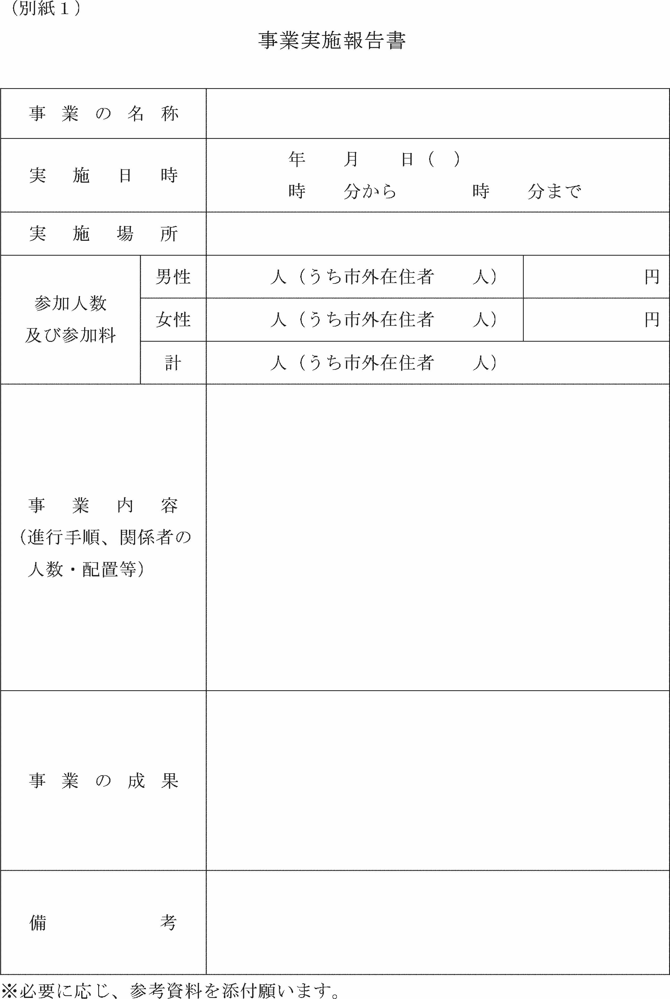 （別紙１）
事業実施報告書
事業の名称
年　月　日（　）
実施日時
時　分から　時　分まで
実施場所
参加人数
及び参加料
男性
人（うち市外在住者　人）
円
女性
人（うち市外在住者　人）
円
計
人（うち市外在住者　人）
事業内容
（進行手順、関係者の
人数・配置等）
事業の成果
備考
※必要に応じ、参考資料を添付願います。